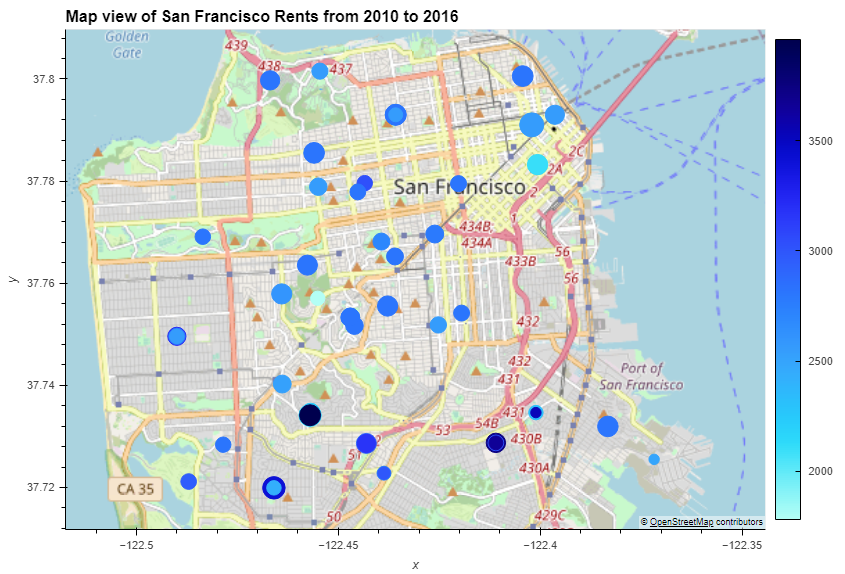 Map view of San Francisco Rents from 2010 to 2016
Golden
Gate
439
438
437
37.8
3500
2C
2A
37.78
San Francisco
2
1
434B
434A
56
37.76
433B
56
3000
y
432
Port of
San Francisco
432
2500
37.74
431
431
54B
53
430B
51
430A
CA 35
2000
37.72
50
429C
© OpenStreetMap contributors
−122.5
−122.45
−122.4
−122.35
x